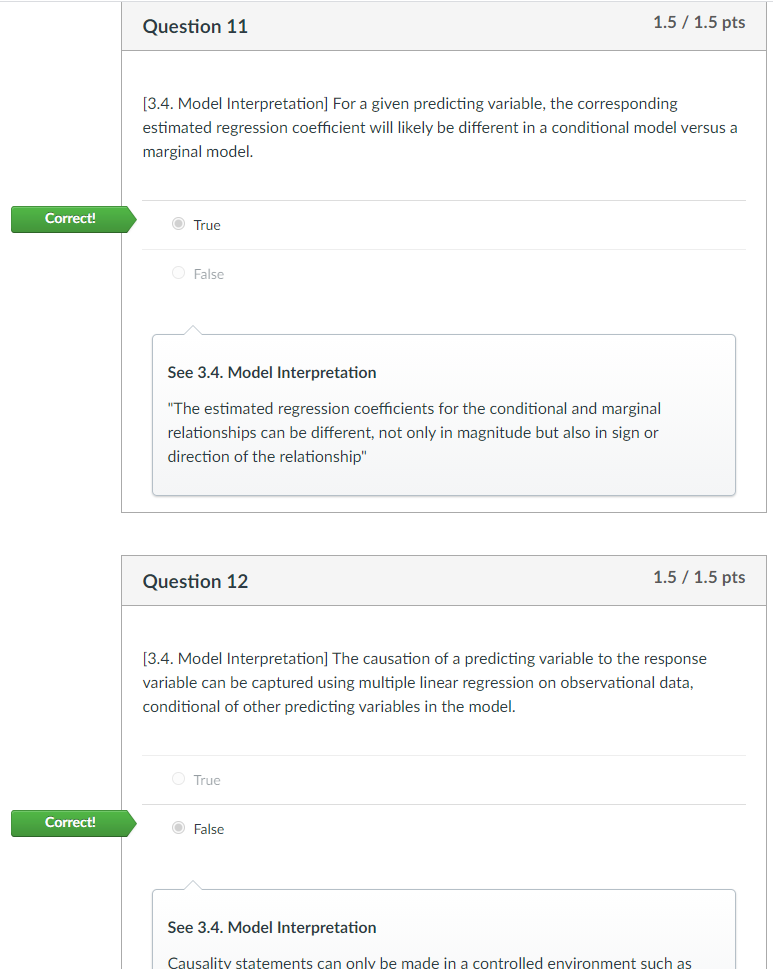 Question 11
1.5 / 1.5 pts
[3.4. Model Interpretation] For a given predicting variable, the corresponding
estimated regression coefficient will likely be different in a conditional model versus a
marginal model.
Correct!
True
False
See 3.4. Model Interpretation
"The estimated regression coefficients for the conditional and marginal
relationships can be different, not only in magnitude but also in sign or
direction of the relationship"
Question 12
1.5 / 1.5 pts
[3.4. Model Interpretation] The causation of a predicting variable to the response
variable can be captured using multiple linear regression on observational data,
conditional of other predicting variables in the model.
True
Correct!
False
See 3.4. Model Interpretation
Causality statements can only be made in a controlled environment such as